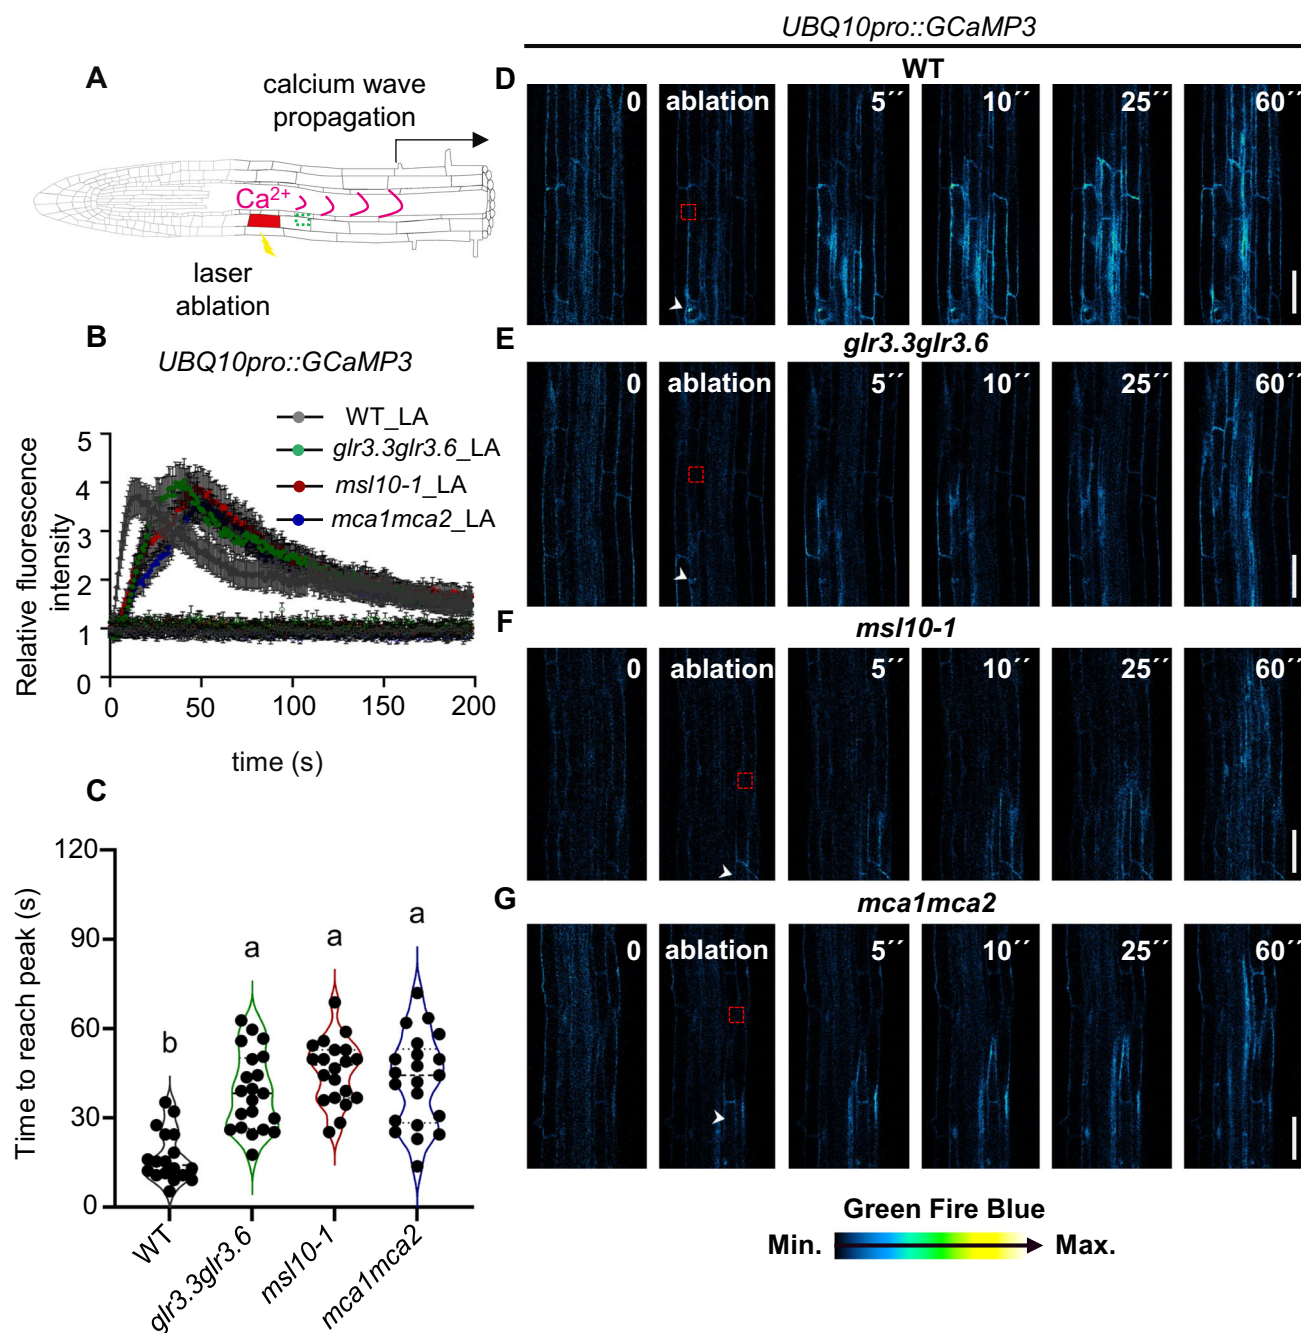 A
calcium wave
propagation
Ca²⁺
laser
ablation
B
UBQ10pro::GCaMP3
WT_LA
glr3.3glr3.6_LA
msl10-1_LA
mca1mca2_LA
Relative fluorescence
intensity
5
4
3
2
1
0
0 50 100 150 200
time (s)
C
Time to reach peak (s)
120
90
60
30
0
b
a
a
a
WT
glr3.3glr3.6
msl10-1
mca1mca2
UBQ10pro::GCaMP3
D
WT
0 ablation 5´´ 10´´ 25´´ 60´´
E
glr3.3glr3.6
0 ablation 5´´ 10´´ 25´´ 60´´
F
msl10-1
0 ablation 5´´ 10´´ 25´´ 60´´
G
mca1mca2
0 ablation 5´´ 10´´ 25´´ 60´´
Green Fire Blue
Min. Max.